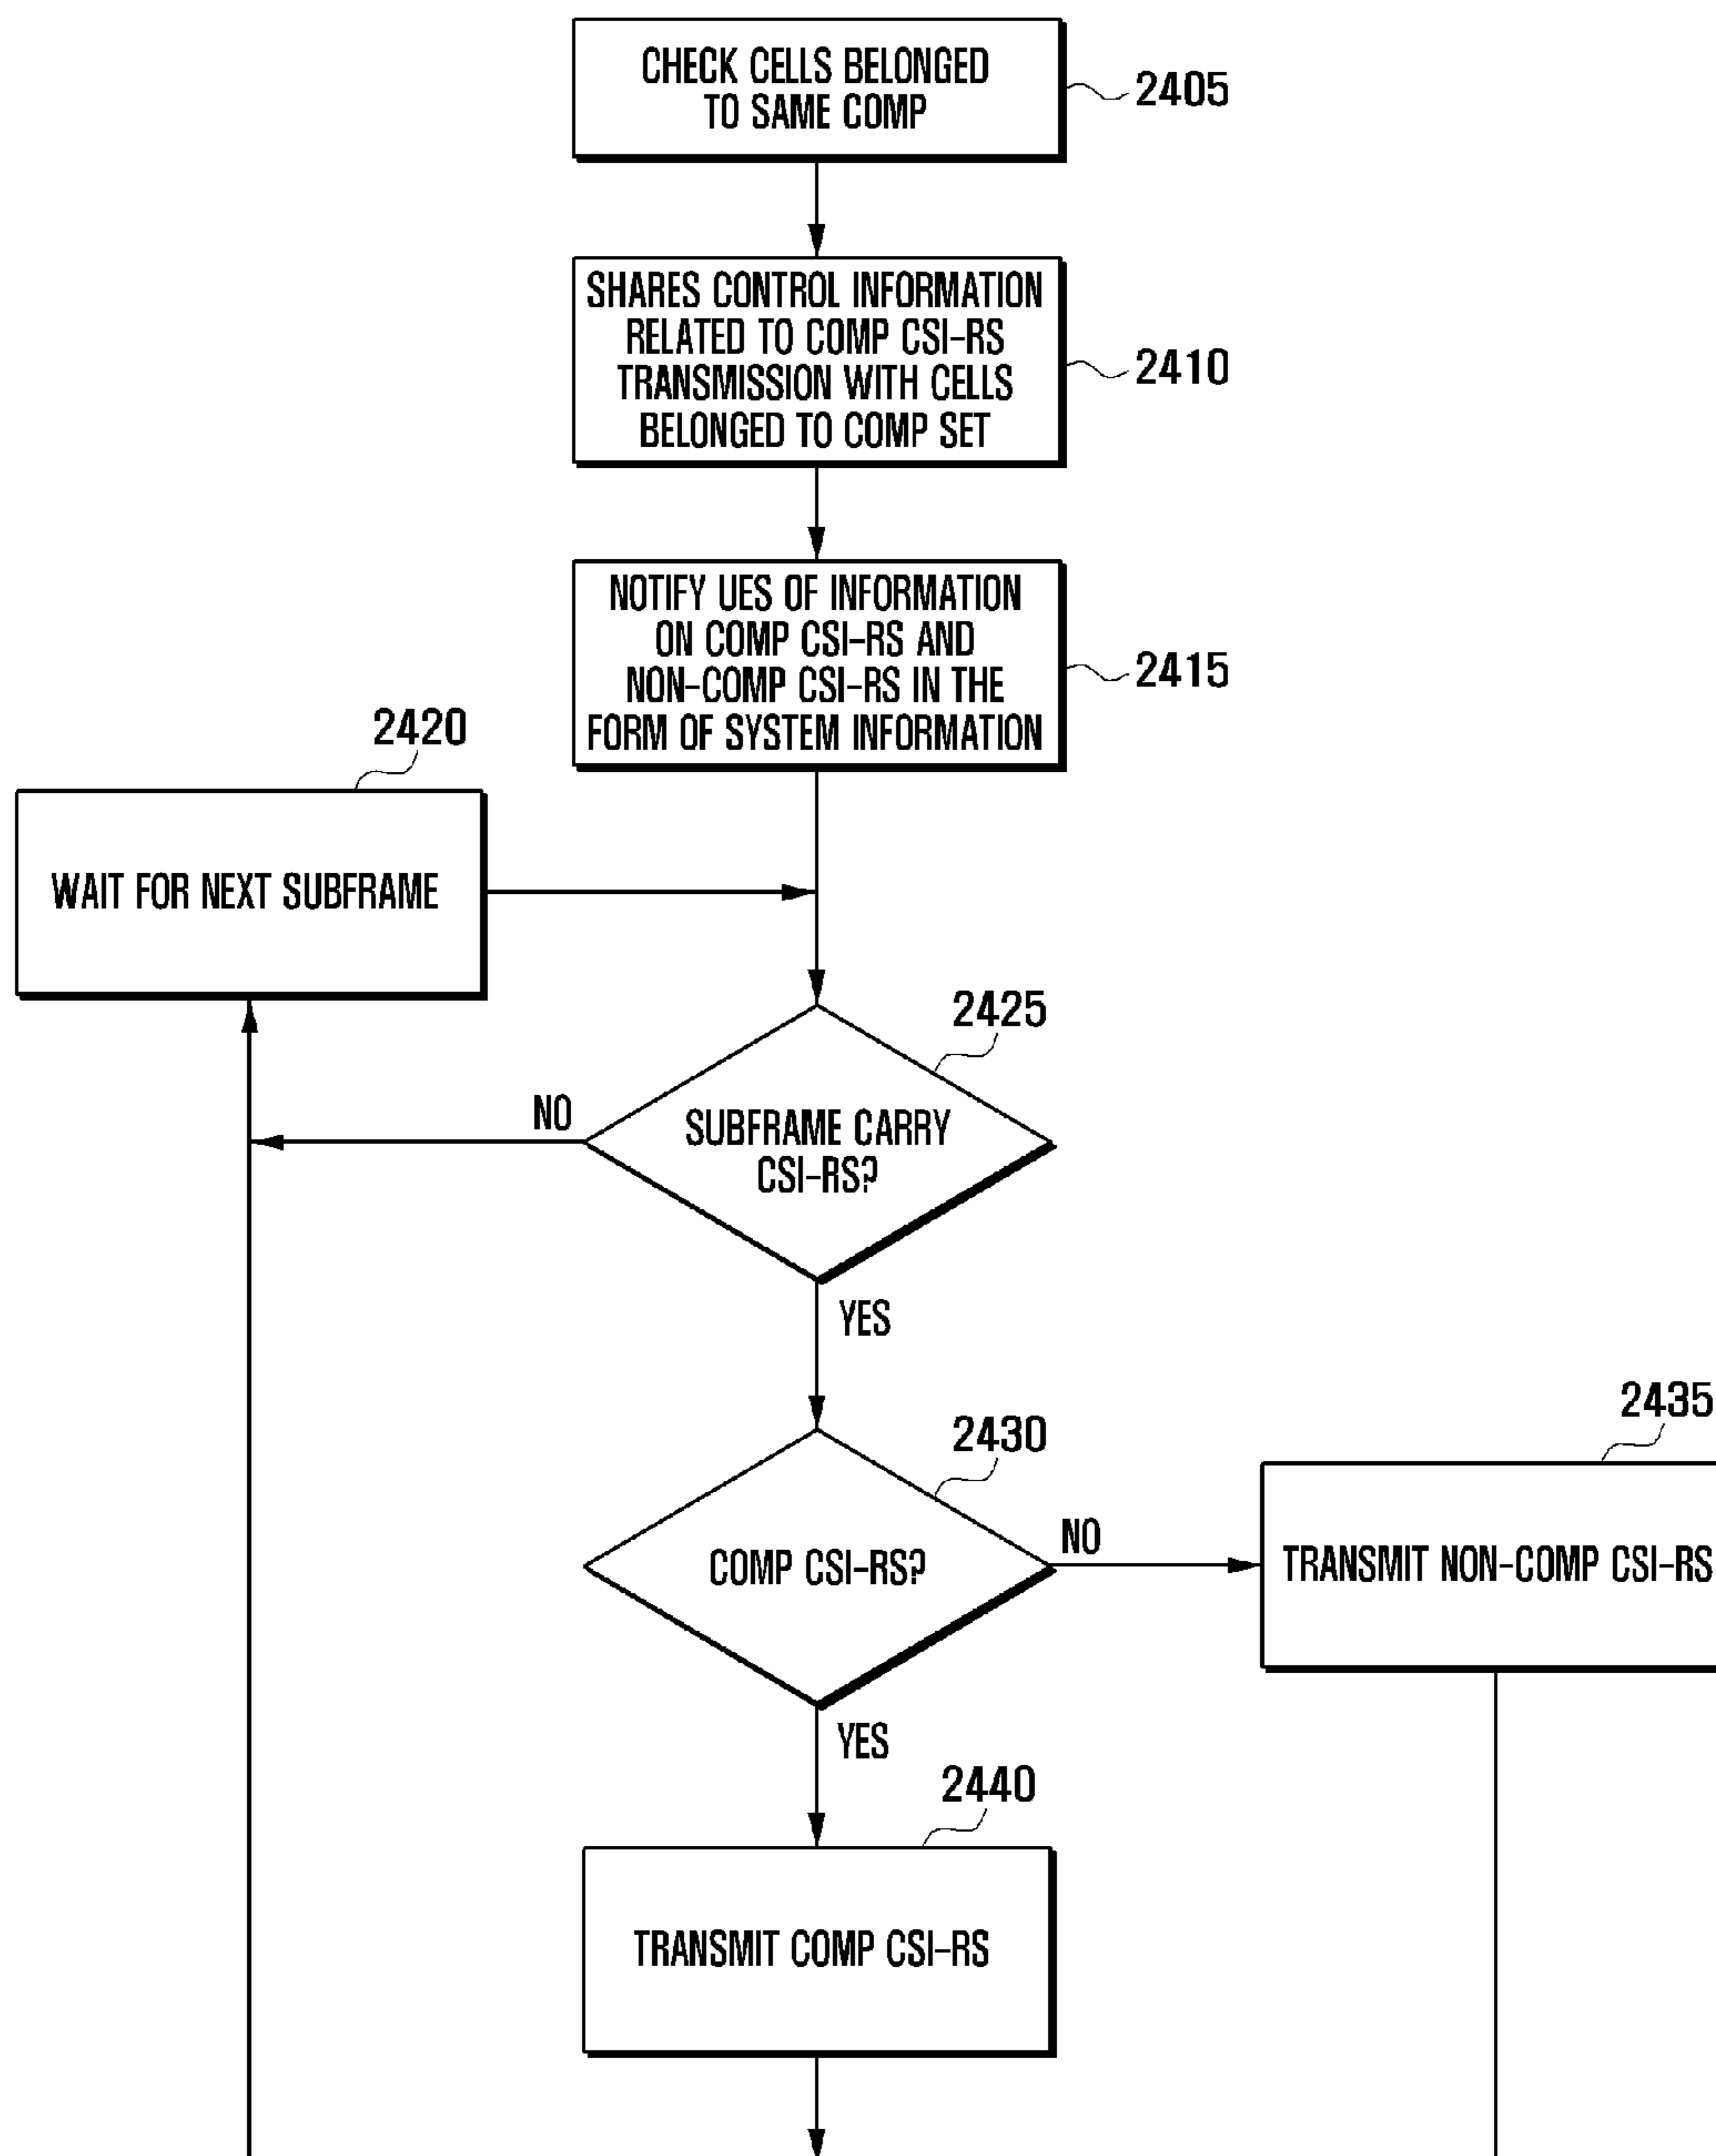 CHECK CELLS BELONGED
TO SAME COMP
2405
SHARES CONTROL INFORMATION
RELATED TO COMP CSI-RS
TRANSMISSION WITH CELLS
BELONGED TO COMP SET
2410
NOTIFY UES OF INFORMATION
ON COMP CSI-RS AND
NON-COMP CSI-RS IN THE
FORM OF SYSTEM INFORMATION
2415
2420
WAIT FOR NEXT SUBFRAME
2425
SUBFRAME CARRY
CSI-RS?
NO
YES
2430
COMP CSI-RS?
NO
2435
TRANSMIT NON-COMP CSI-RS
YES
2440
TRANSMIT COMP CSI-RS